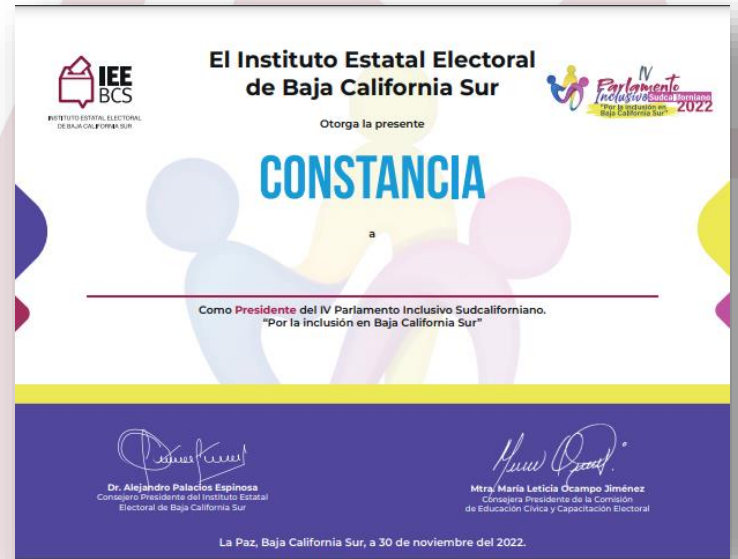 IEE
BCS
INSTITUTO ESTATAL ELECTORAL
DE BAJA CALIFORNIA SUR
El Instituto Estatal Electoral
de Baja California Sur
IV
Parlamento
Inclusivo Sudcaliforniano
"Por la inclusión en
Baja California Sur"
2022
Otorga la presente
CONSTANCIA
a
Como Presidente del IV Parlamento Inclusivo Sudcaliforniano.
"Por la inclusión en Baja California Sur"
Dr. Alejandro Palacios Espinosa
Consejero Presidente del Instituto Estatal
Electoral de Baja California Sur
Mtra. María Leticia Ocampo Jiménez
Consejera Presidente de la Comisión
de Educación Cívica y Capacitación Electoral
La Paz, Baja California Sur, a 30 de noviembre del 2022.